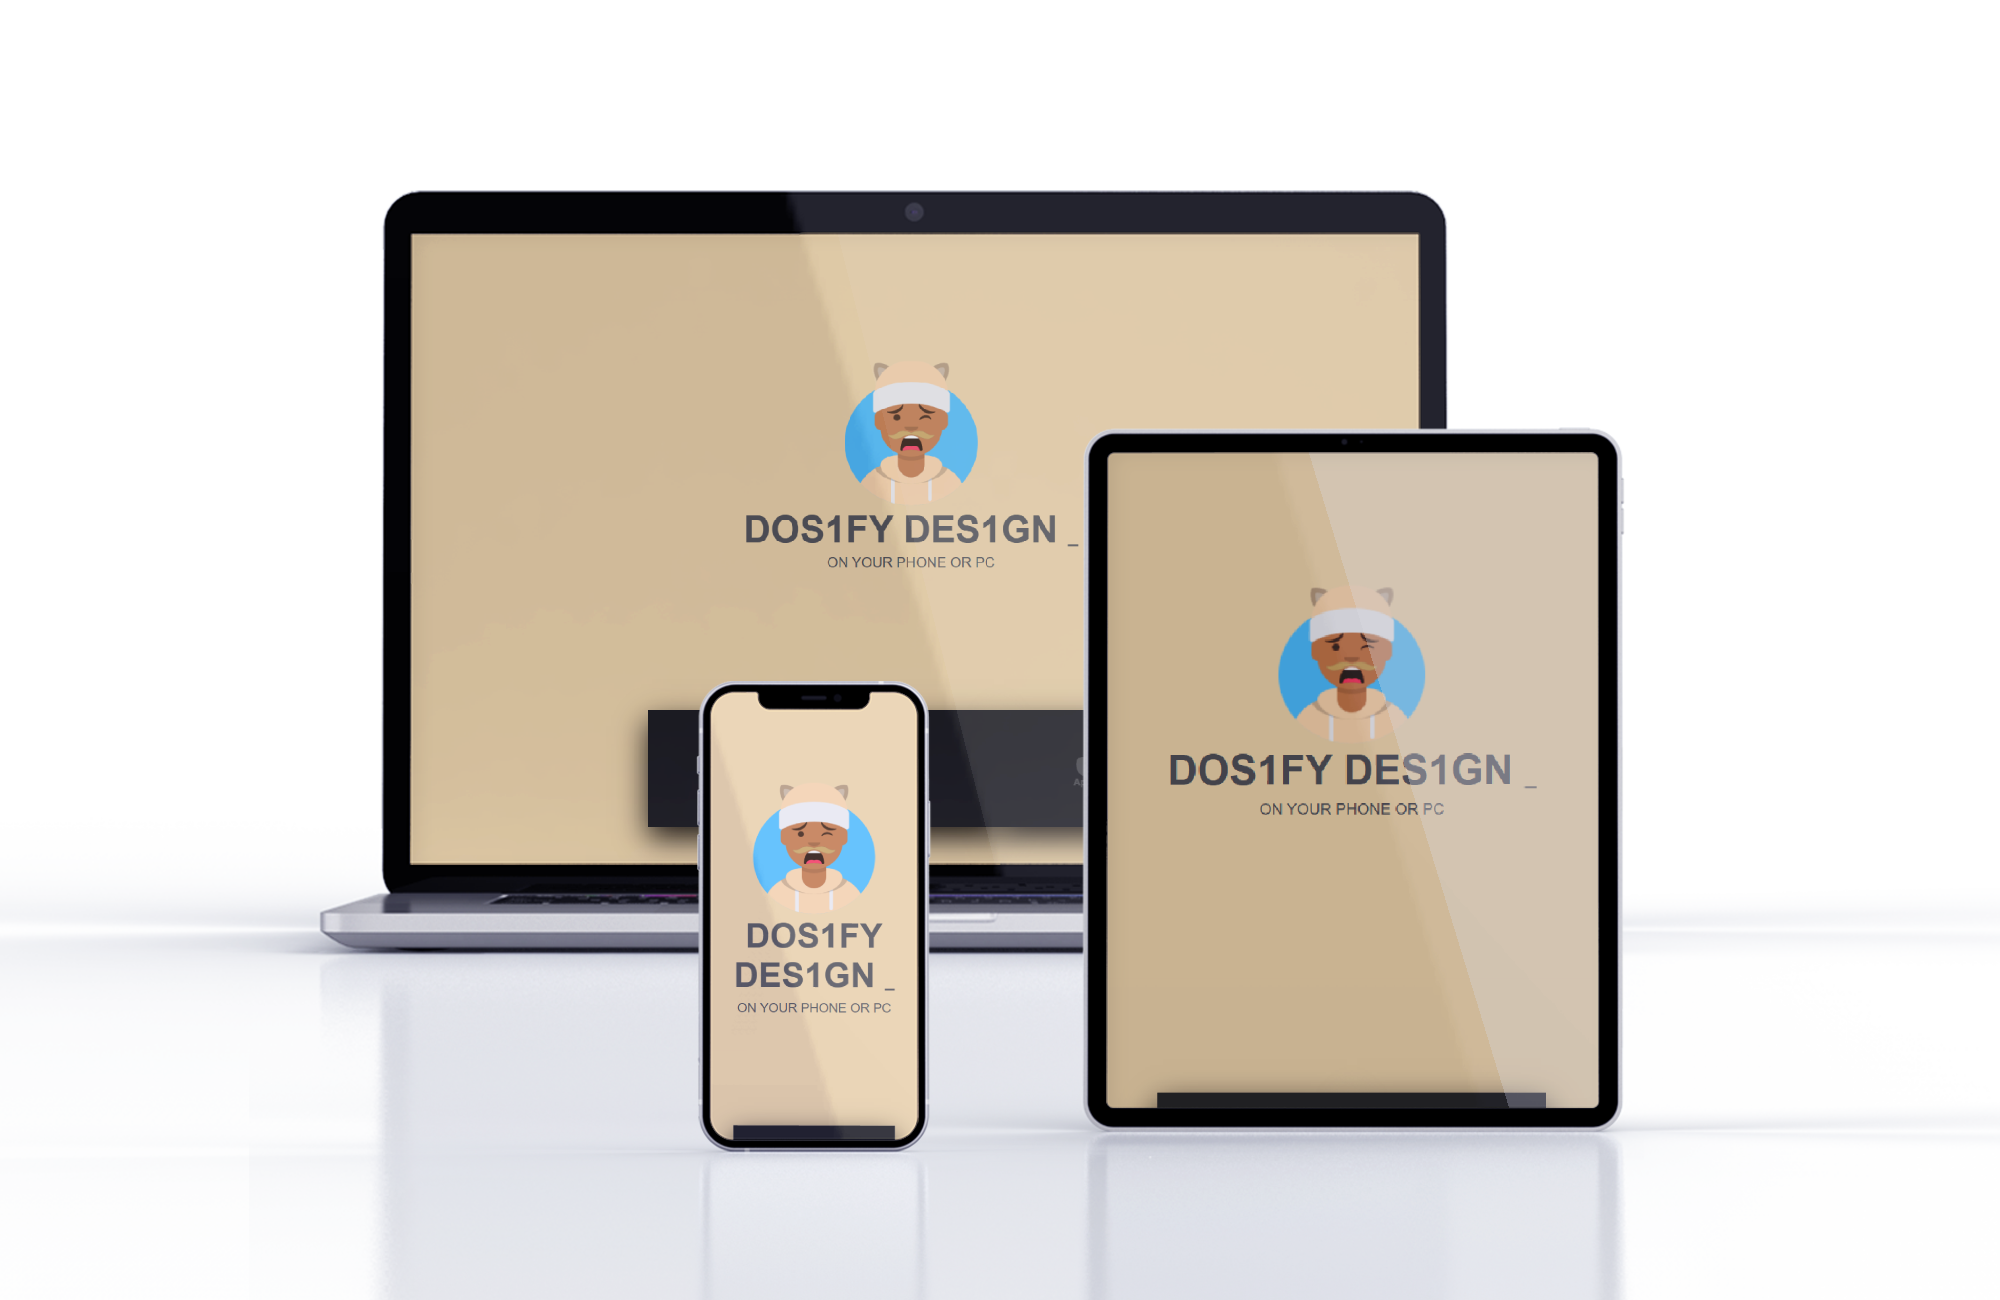 DOS1FY DES1GN _
ON YOUR PHONE OR PC
DOS1FY DES1GN _
ON YOUR PHONE OR PC
DOS1FY
DES1GN _
ON YOUR PHONE OR PC